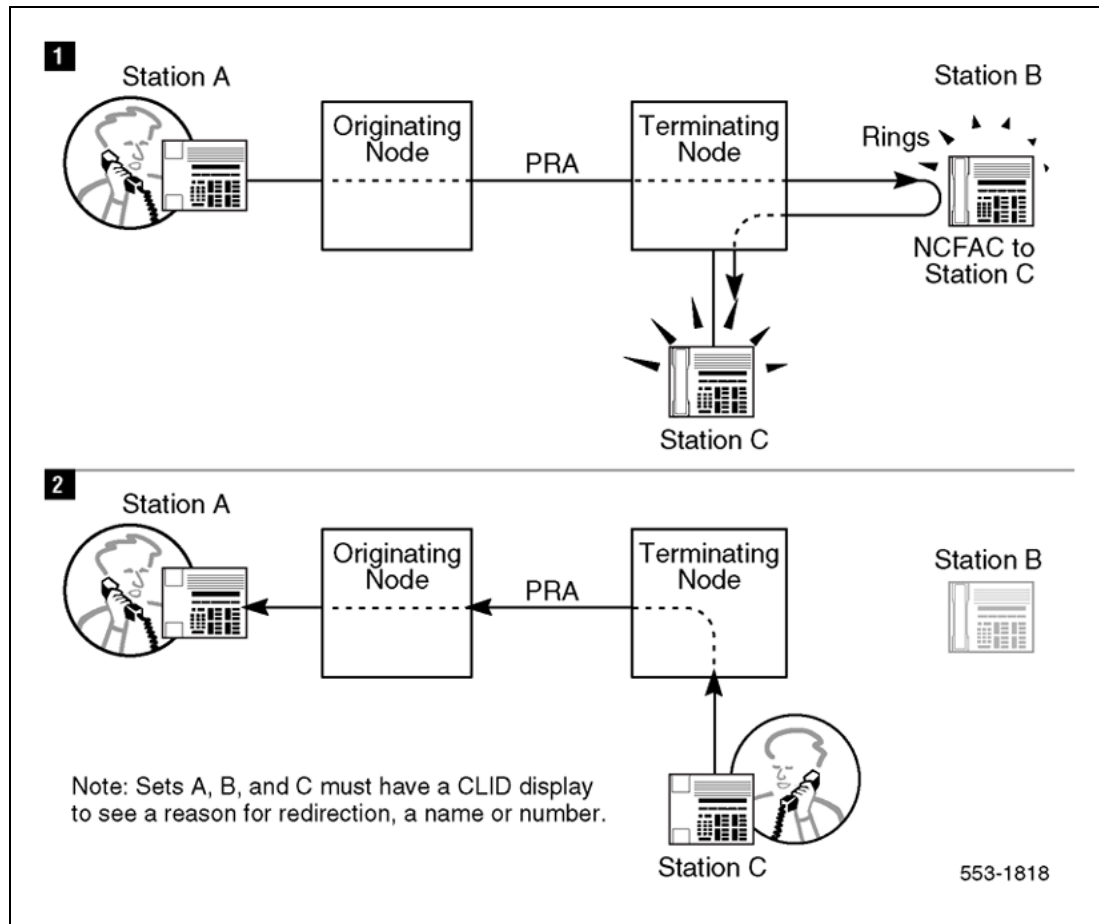 1
Station A
Originating
Node
PRA
Terminating
Node
Station B
Rings
NCFAC to
Station C
Station C
2
Station A
Originating
Node
PRA
Terminating
Node
Station B
Note: Sets A, B, and C must have a CLID display
to see a reason for redirection, a name or number.
Station C
553-1818